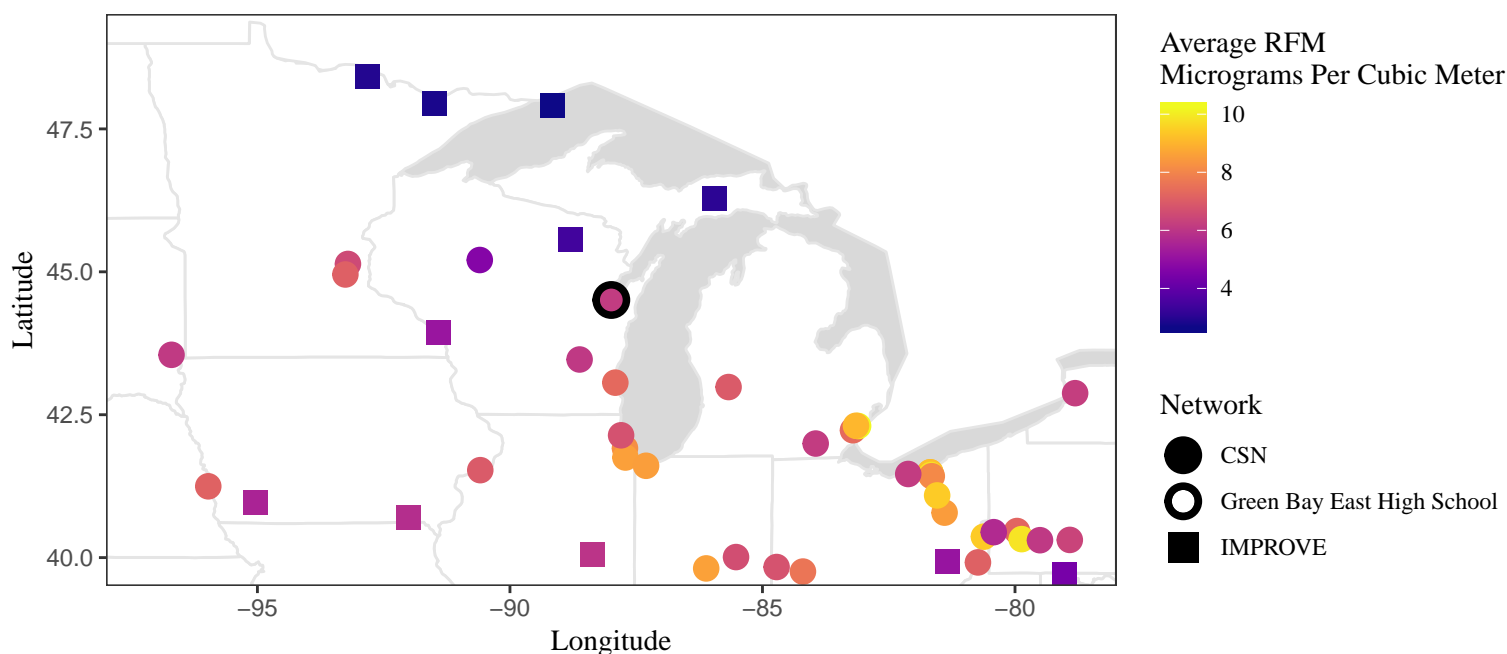 47.5
45.0
42.5
40.0
Latitude
−95
−90
−85
−80
Longitude
Average RFM
Micrograms Per Cubic Meter
10
8
6
4
Network
CSN
Green Bay East High School
IMPROVE